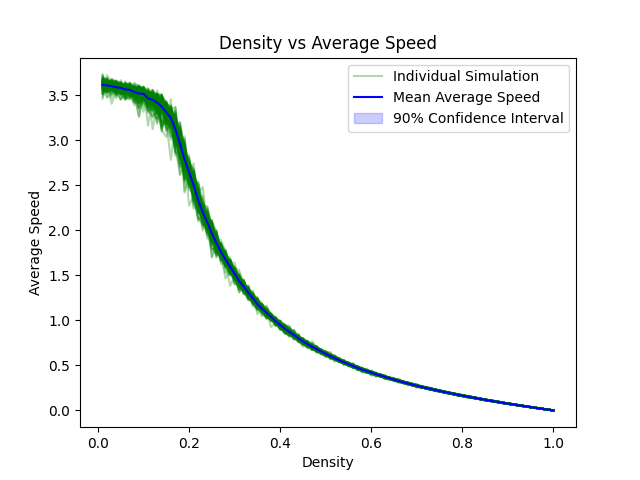 Density vs Average Speed
Individual Simulation
Mean Average Speed
90% Confidence Interval
Average Speed
3.5
3.0
2.5
2.0
1.5
1.0
0.5
0.0
0.0 0.2 0.4 0.6 0.8 1.0
Density